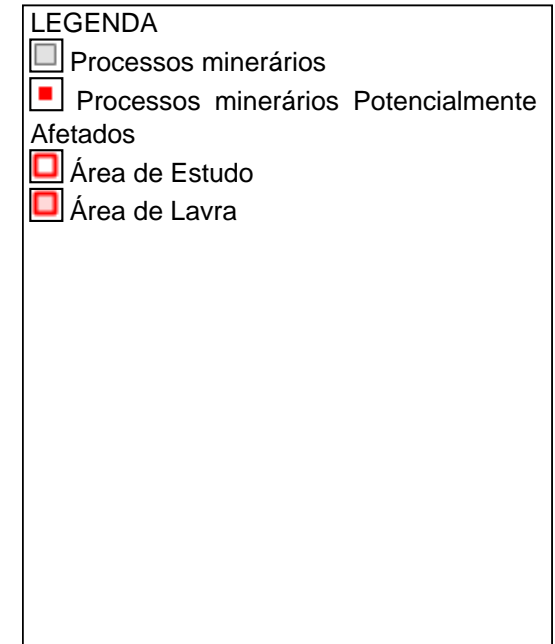 LEGENDA
Processos minerários
Processos minerários Potencialmente
Afetados
Área de Estudo
Área de Lavra